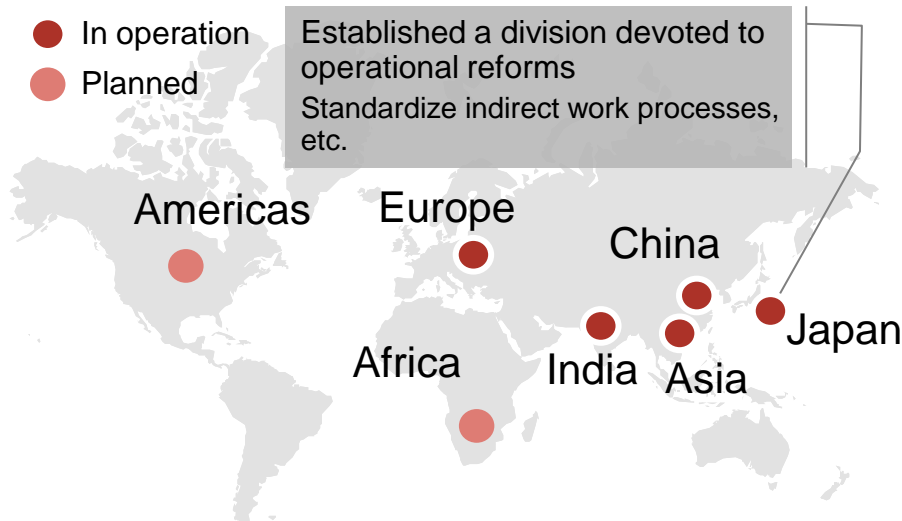 In operation
Planned
Established a division devoted to
operational reforms
Standardize indirect work processes,
etc.
Americas
Europe
China
Japan
Africa
India
Asia